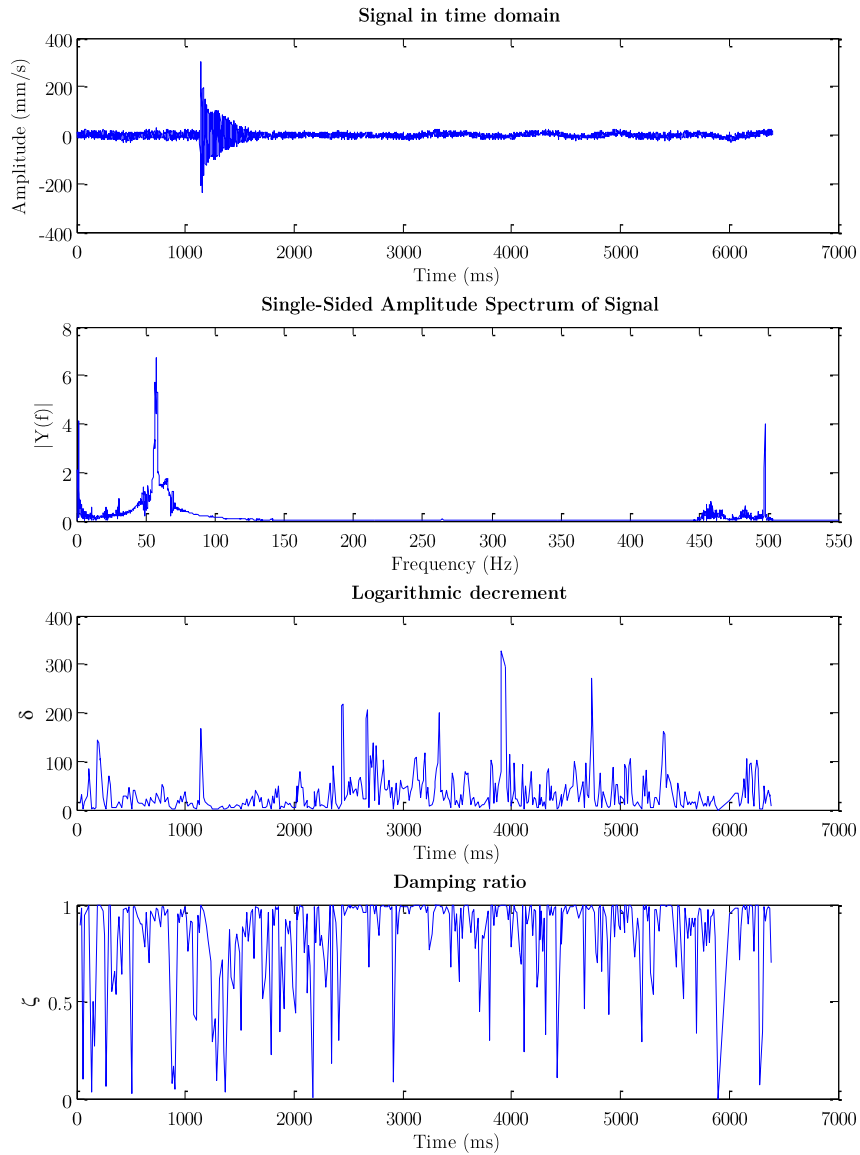 Signal in time domain
Amplitude (mm/s)
400
200
0
-200
-400
0 1000 2000 3000 4000 5000 6000 7000
Time (ms)
Single-Sided Amplitude Spectrum of Signal
|Y(f)|
8
6
4
2
0
0 50 100 150 200 250 300 350 400 450 500 550
Frequency (Hz)
Logarithmic decrement
δ
400
300
200
100
0
0 1000 2000 3000 4000 5000 6000 7000
Time (ms)
Damping ratio
ζ
1
0.5
0
0 1000 2000 3000 4000 5000 6000 7000
Time (ms)